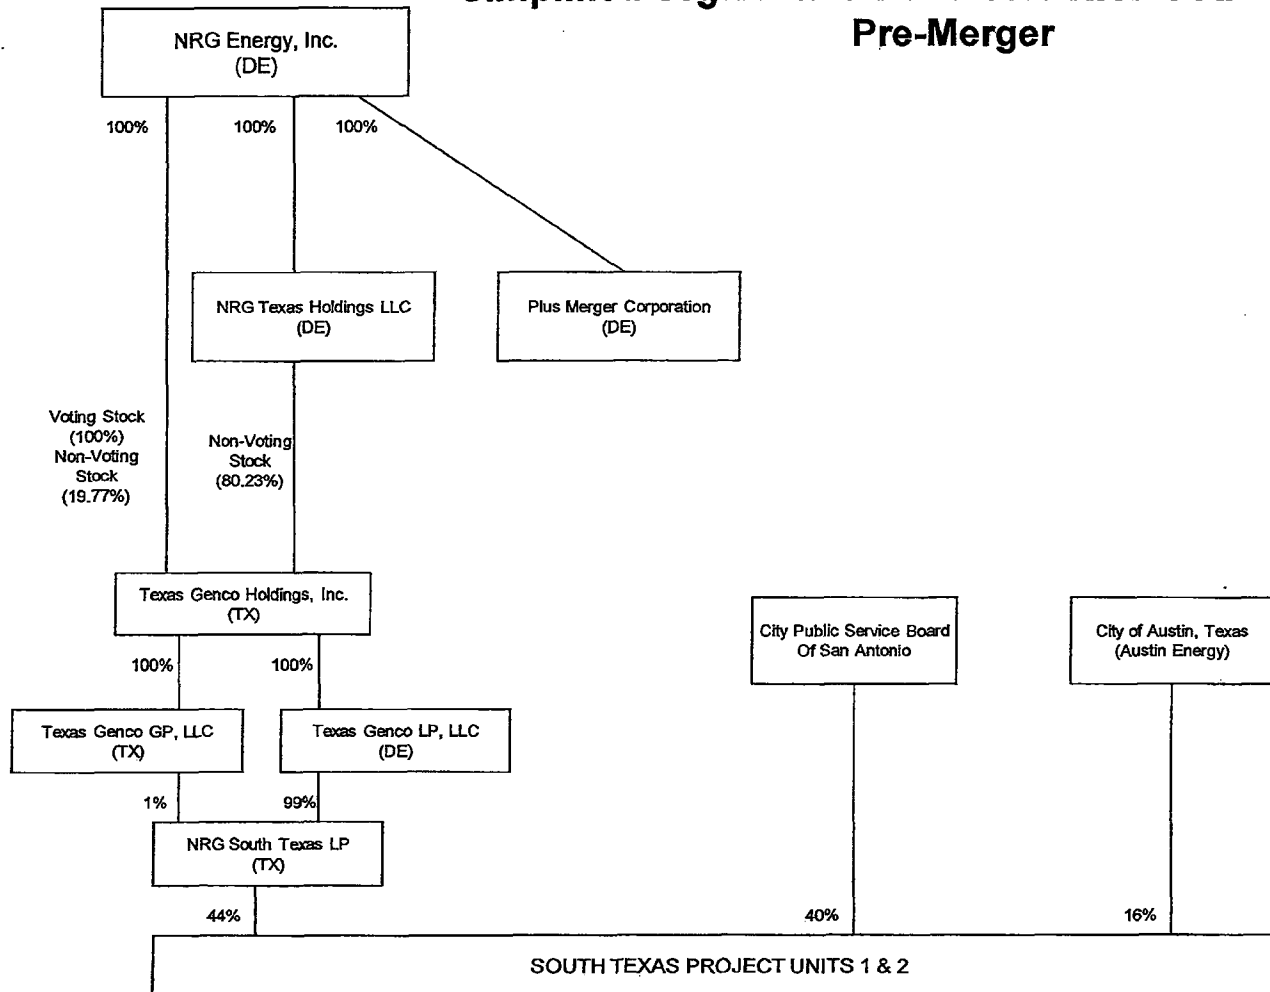 Pre-Merger
NRG Energy, Inc.
(DE)
100%
100%
100%
NRG Texas Holdings LLC
(DE)
Plus Merger Corporation
(DE)
Voting Stock
(100%)
Non-Voting
Stock
(19.77%)
Non-Voting
Stock
(80.23%)
Texas Genco Holdings, Inc.
(TX)
City Public Service Board
Of San Antonio
City of Austin, Texas
(Austin Energy)
100%
100%
Texas Genco GP, LLC
(TX)
Texas Genco LP, LLC
(DE)
1%
99%
NRG South Texas LP
(TX)
44%
40%
16%
SOUTH TEXAS PROJECT UNITS 1 & 2